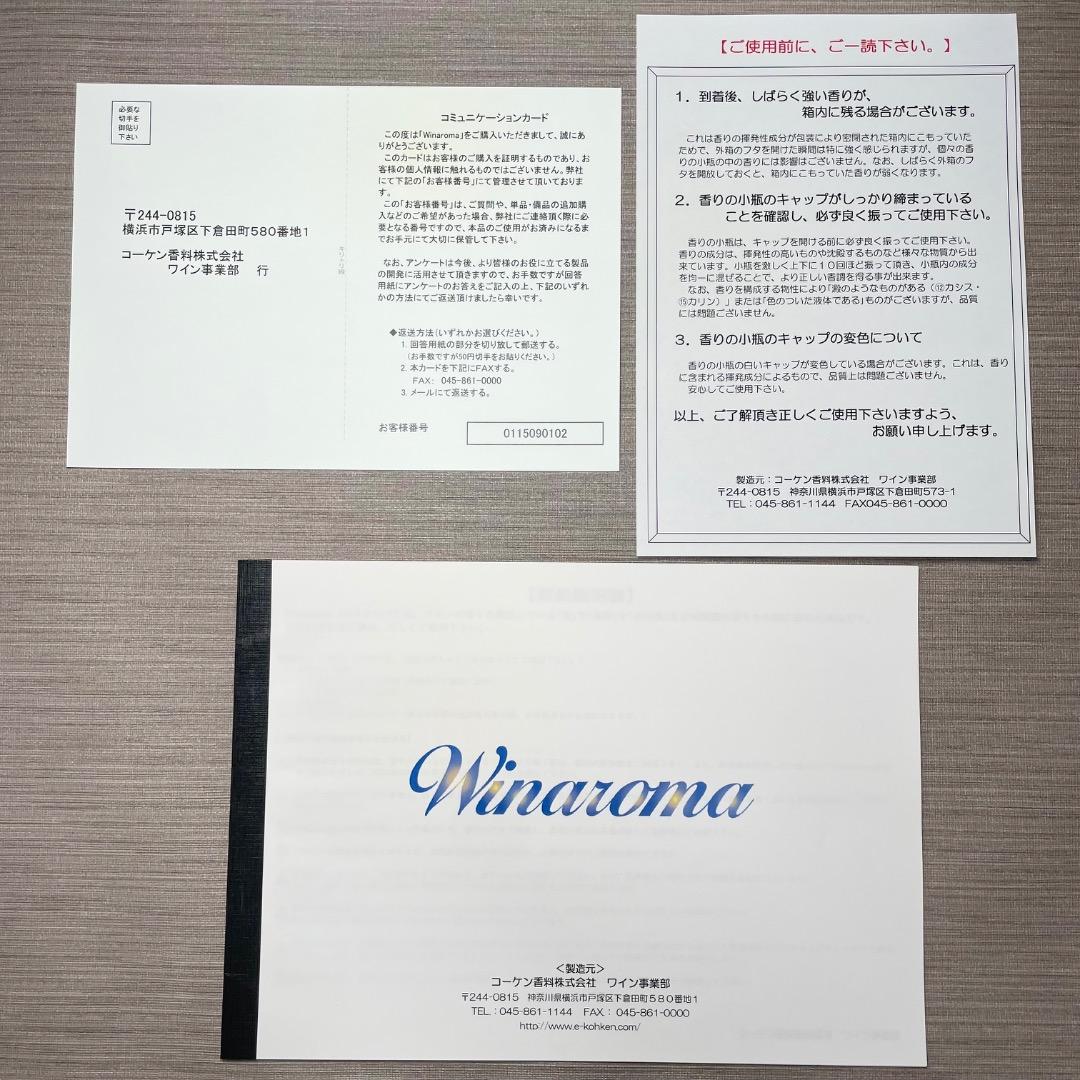 必要な
切手を
御貼り
下さい
〒244-0815
横浜市戸塚区下倉田町580番地1
コーケン香料株式会社
ワイン事業部　行
キリトリ線
コミュニケーションカード
この度は「Winaroma」をご購入いただきまして、誠にあ
りがとうございます。
このカードはお客様のご購入を証明するものであり、お
客様の個人情報に触れるものではございません。弊社
にて下記の「お客様番号」にて管理させて頂いておりま
す。
この「お客様番号」は、ご質問や、単品・備品の追加購
入などのご希望があった場合、弊社にご連絡頂く際に必
要となる番号ですので、本品のご使用がお済みになるま
でお手元にて大切に保管して下さい。
なお、アンケートは今後、より皆様のお役に立てる製品
の開発に活用させて頂きますので、お手数ですが回答
用紙にアンケートのお答えをご記入の上、下記のいずれ
かの方法にてご返送頂けましたら幸いです。
◆返送方法(いずれかお選びください。)
1. 回答用紙の部分を切り放して郵送する。
(お手数ですが50円切手をお貼りください。)
2. 本カードを下記にFAXする。
FAX: 045-861-0000
3. メールにて返送する。
お客様番号
0115090102
【ご使用前に、ご一読下さい。】
1．到着後、しばらく強い香りが、
箱内に残る場合がございます。
これは香りの揮発性成分が包装により密閉された箱内にこもっていた
ためで、外箱のフタを開けた瞬間は特に強く感じられますが、個々の香
りの小瓶の中の香りには影響はございません。なお、しばらく外箱のフ
タを開放しておくと、箱内にこもっていた香りが弱くなります。
2．香りの小瓶のキャップがしっかり締まっている
ことを確認し、必ず良く振ってご使用下さい。
香りの小瓶は、キャップを開ける前に必ず良く振ってご使用下さい。
香りの成分は、揮発性の高いものや沈殿するものなど様々な物質から出
来ています。小瓶を激しく上下に10回ほど振って頂き、小瓶内の成分
を均一に混ぜることで、より正しい香調を得る事が出来ます。
なお、香りを構成する物性により「澱のようなものがある（⑫カシス・
⑮カリン）」または「色のついた液体である」ものがございますが、品質
には問題ございません。
3．香りの小瓶のキャップの変色について
香りの小瓶の白いキャップが変色している場合がございます。これは、香り
に含まれる揮発成分によるもので、品質上は問題ございません。
安心してご使用下さい。
以上、ご了解頂き正しくご使用下さいますよう、
お願い申し上げます。
製造元：コーケン香料株式会社　ワイン事業部
〒244-0815　神奈川県横浜市戸塚区下倉田町573-1
TEL：045-861-1144　FAX045-861-0000
Winaroma
＜製造元＞
コーケン香料株式会社　ワイン事業部
〒244-0815　神奈川県横浜市戸塚区下倉田町580番地1
TEL.：045-861-1144　FAX.：045-861-0000
http://www.e-kohken.com/